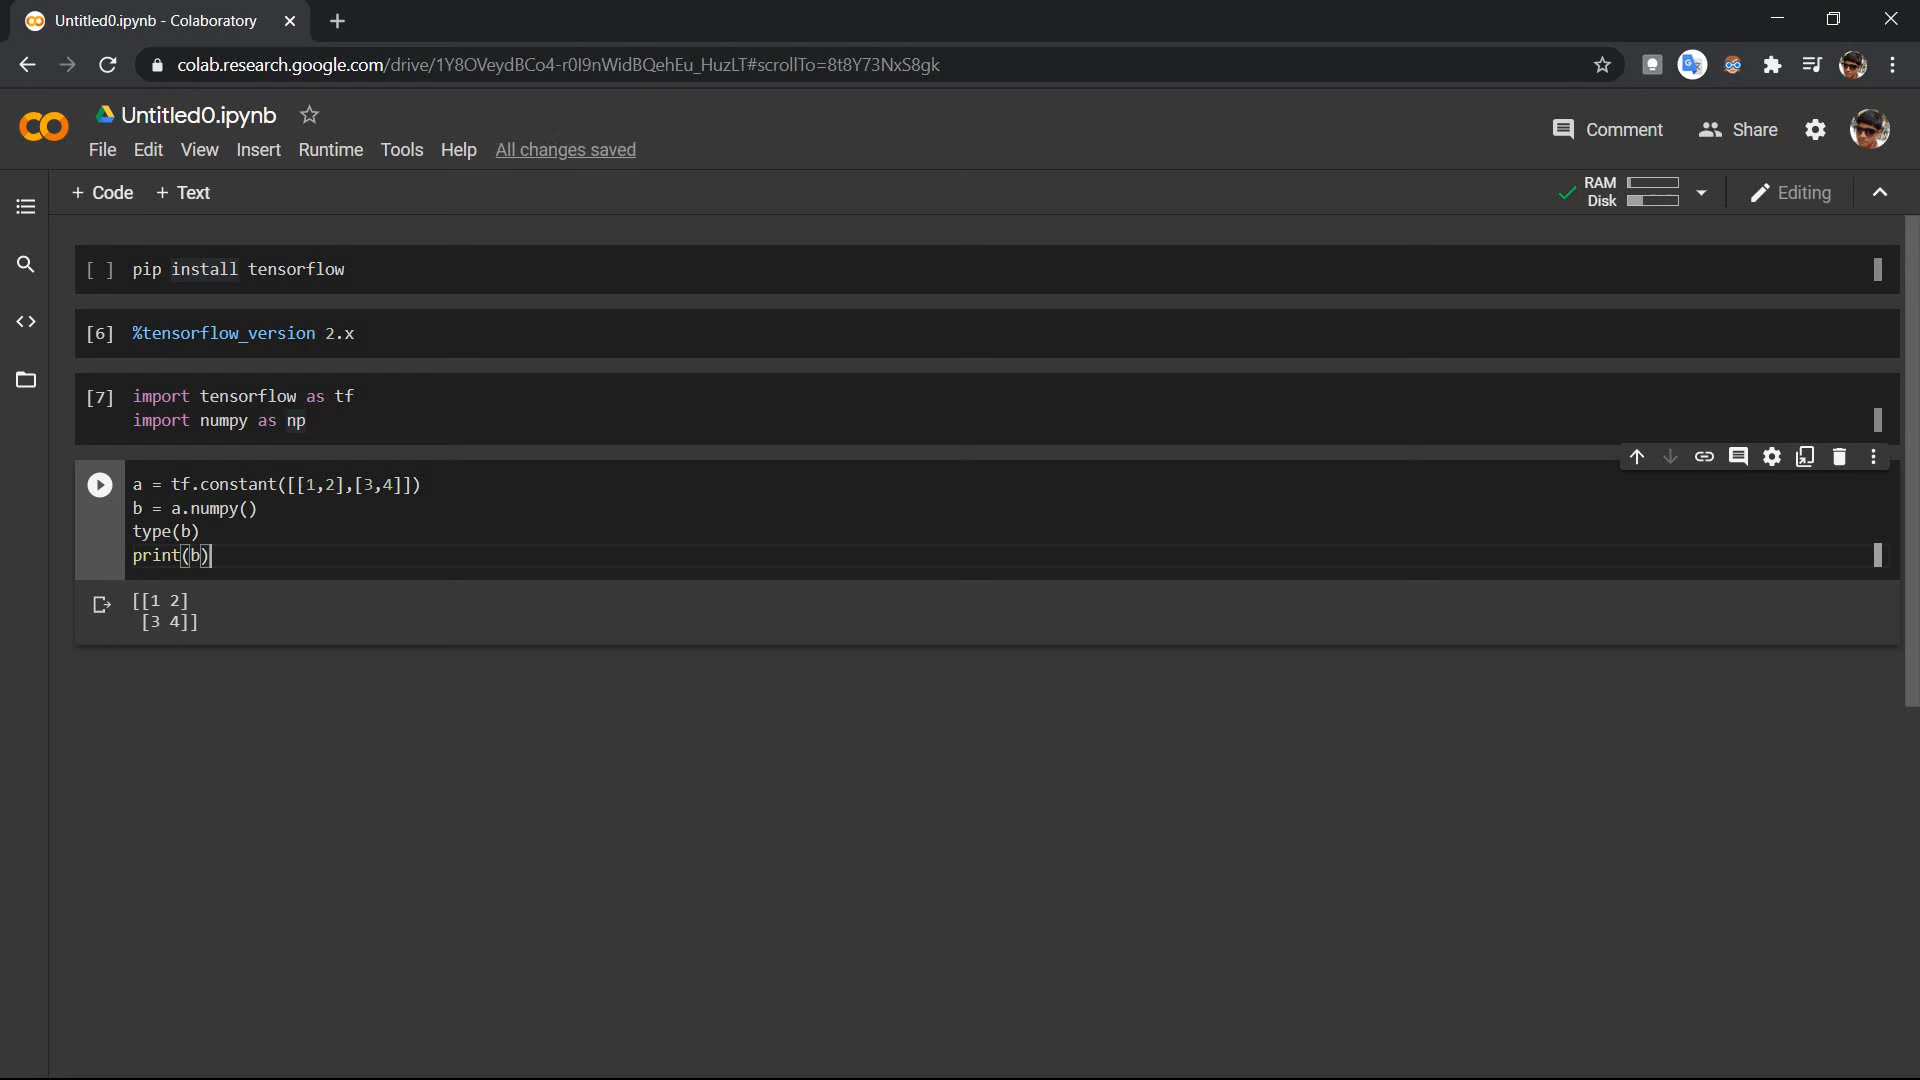 Untitled0.ipynb - Colaboratory
colab.research.google.com/drive/1Y8OVeydBCo4-r0I9nWidBQehEu_HuzLT#scrollTo=8t8Y73NxS8gk
Untitled0.ipynb
Comment
Share
File Edit View Insert Runtime Tools Help All changes saved
+ Code + Text
RAM
Disk
Editing
[ ] pip install tensorflow
[6] %tensorflow_version 2.x
[7] import tensorflow as tf
import numpy as np
a = tf.constant([[1,2],[3,4]])
b = a.numpy()
type(b)
print(b)
[[1 2]
[3 4]]